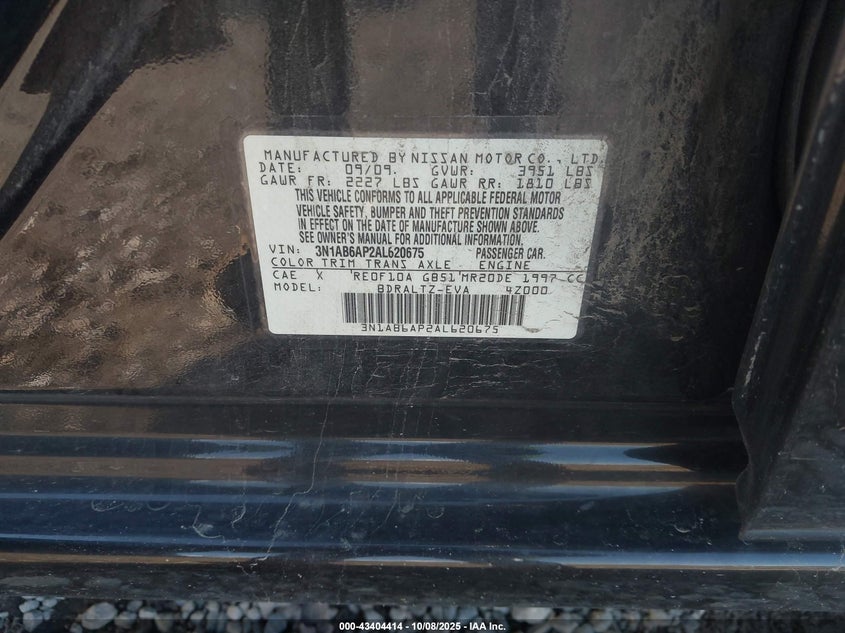 MANUFACTURED BY NISSAN MOTOR CO., LTD.
DATE: 09/09. GVWR: 3951 LBS
GAWR FR: 2227 LBS GAWR RR: 1810 LBS
THIS VEHICLE CONFORMS TO ALL APPLICABLE FEDERAL MOTOR
VEHICLE SAFETY, BUMPER AND THEFT PREVENTION STANDARDS
IN EFFECT ON THE DATE OF MANUFACTURE SHOWN ABOVE.
SEE OWNER'S MANUAL FOR ADDITIONAL INFORMATION.
VIN: 3N1AB6AP2AL620675 PASSENGER CAR.
COLOR TRIM TRANS AXLE ENGINE
CAE X 'RE0F10A GB51'MR20DE 1997 CC
MODEL: BDRALTZ-EVA 4Z000
3N1AB6AP2AL620675
000-43404414 - 10/08/2025 - IAA Inc.